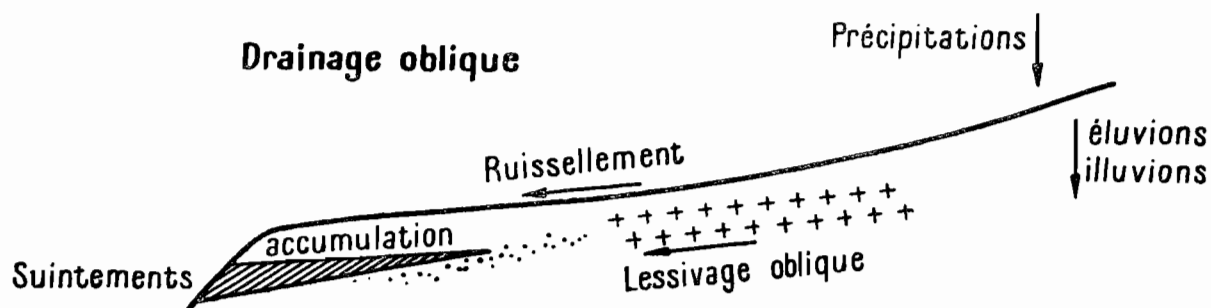 Drainage oblique
Précipitations
éluvions
illuvions
Ruissellement
accumulation
Suintements
Lessivage oblique